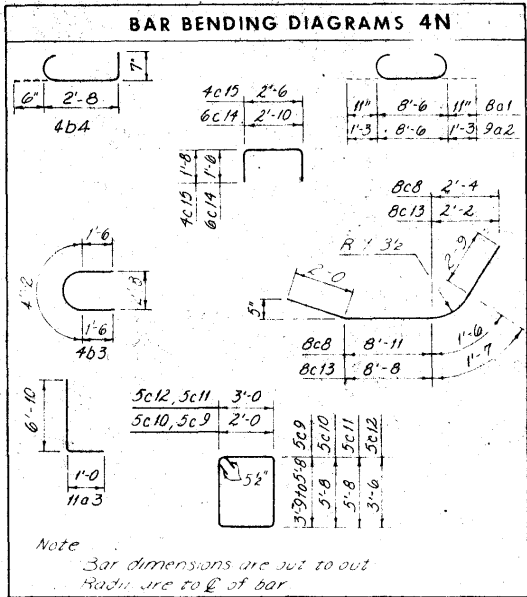 BAR BENDING DIAGRAMS 4N
7"
6" 2'-8
4b4
4c15 2'-6
6c14 2'-10
1'-8 1'-6
4c15 6c14
11" 8'-6 11" 8a1
1'-3 8'-6 1'-3 9a2
8c8 2'-4
8c13 2'-2
2'-9
2'-0
5"
8c8 8'-11
8c13 8'-8
1'-6
1'-7
1'-6
4'-2
1'-6
4b3
6'-10
1'-0
11a3
5c12, 5c11 3'-0
5c10, 5c9 2'-0
5½"
5c9 5c10 5c11 5c12
3'-9 to 5'-8 5'-8 5'-8 3'-6
Note
Bar dimensions are out to out
Radii are to ℄ of bar